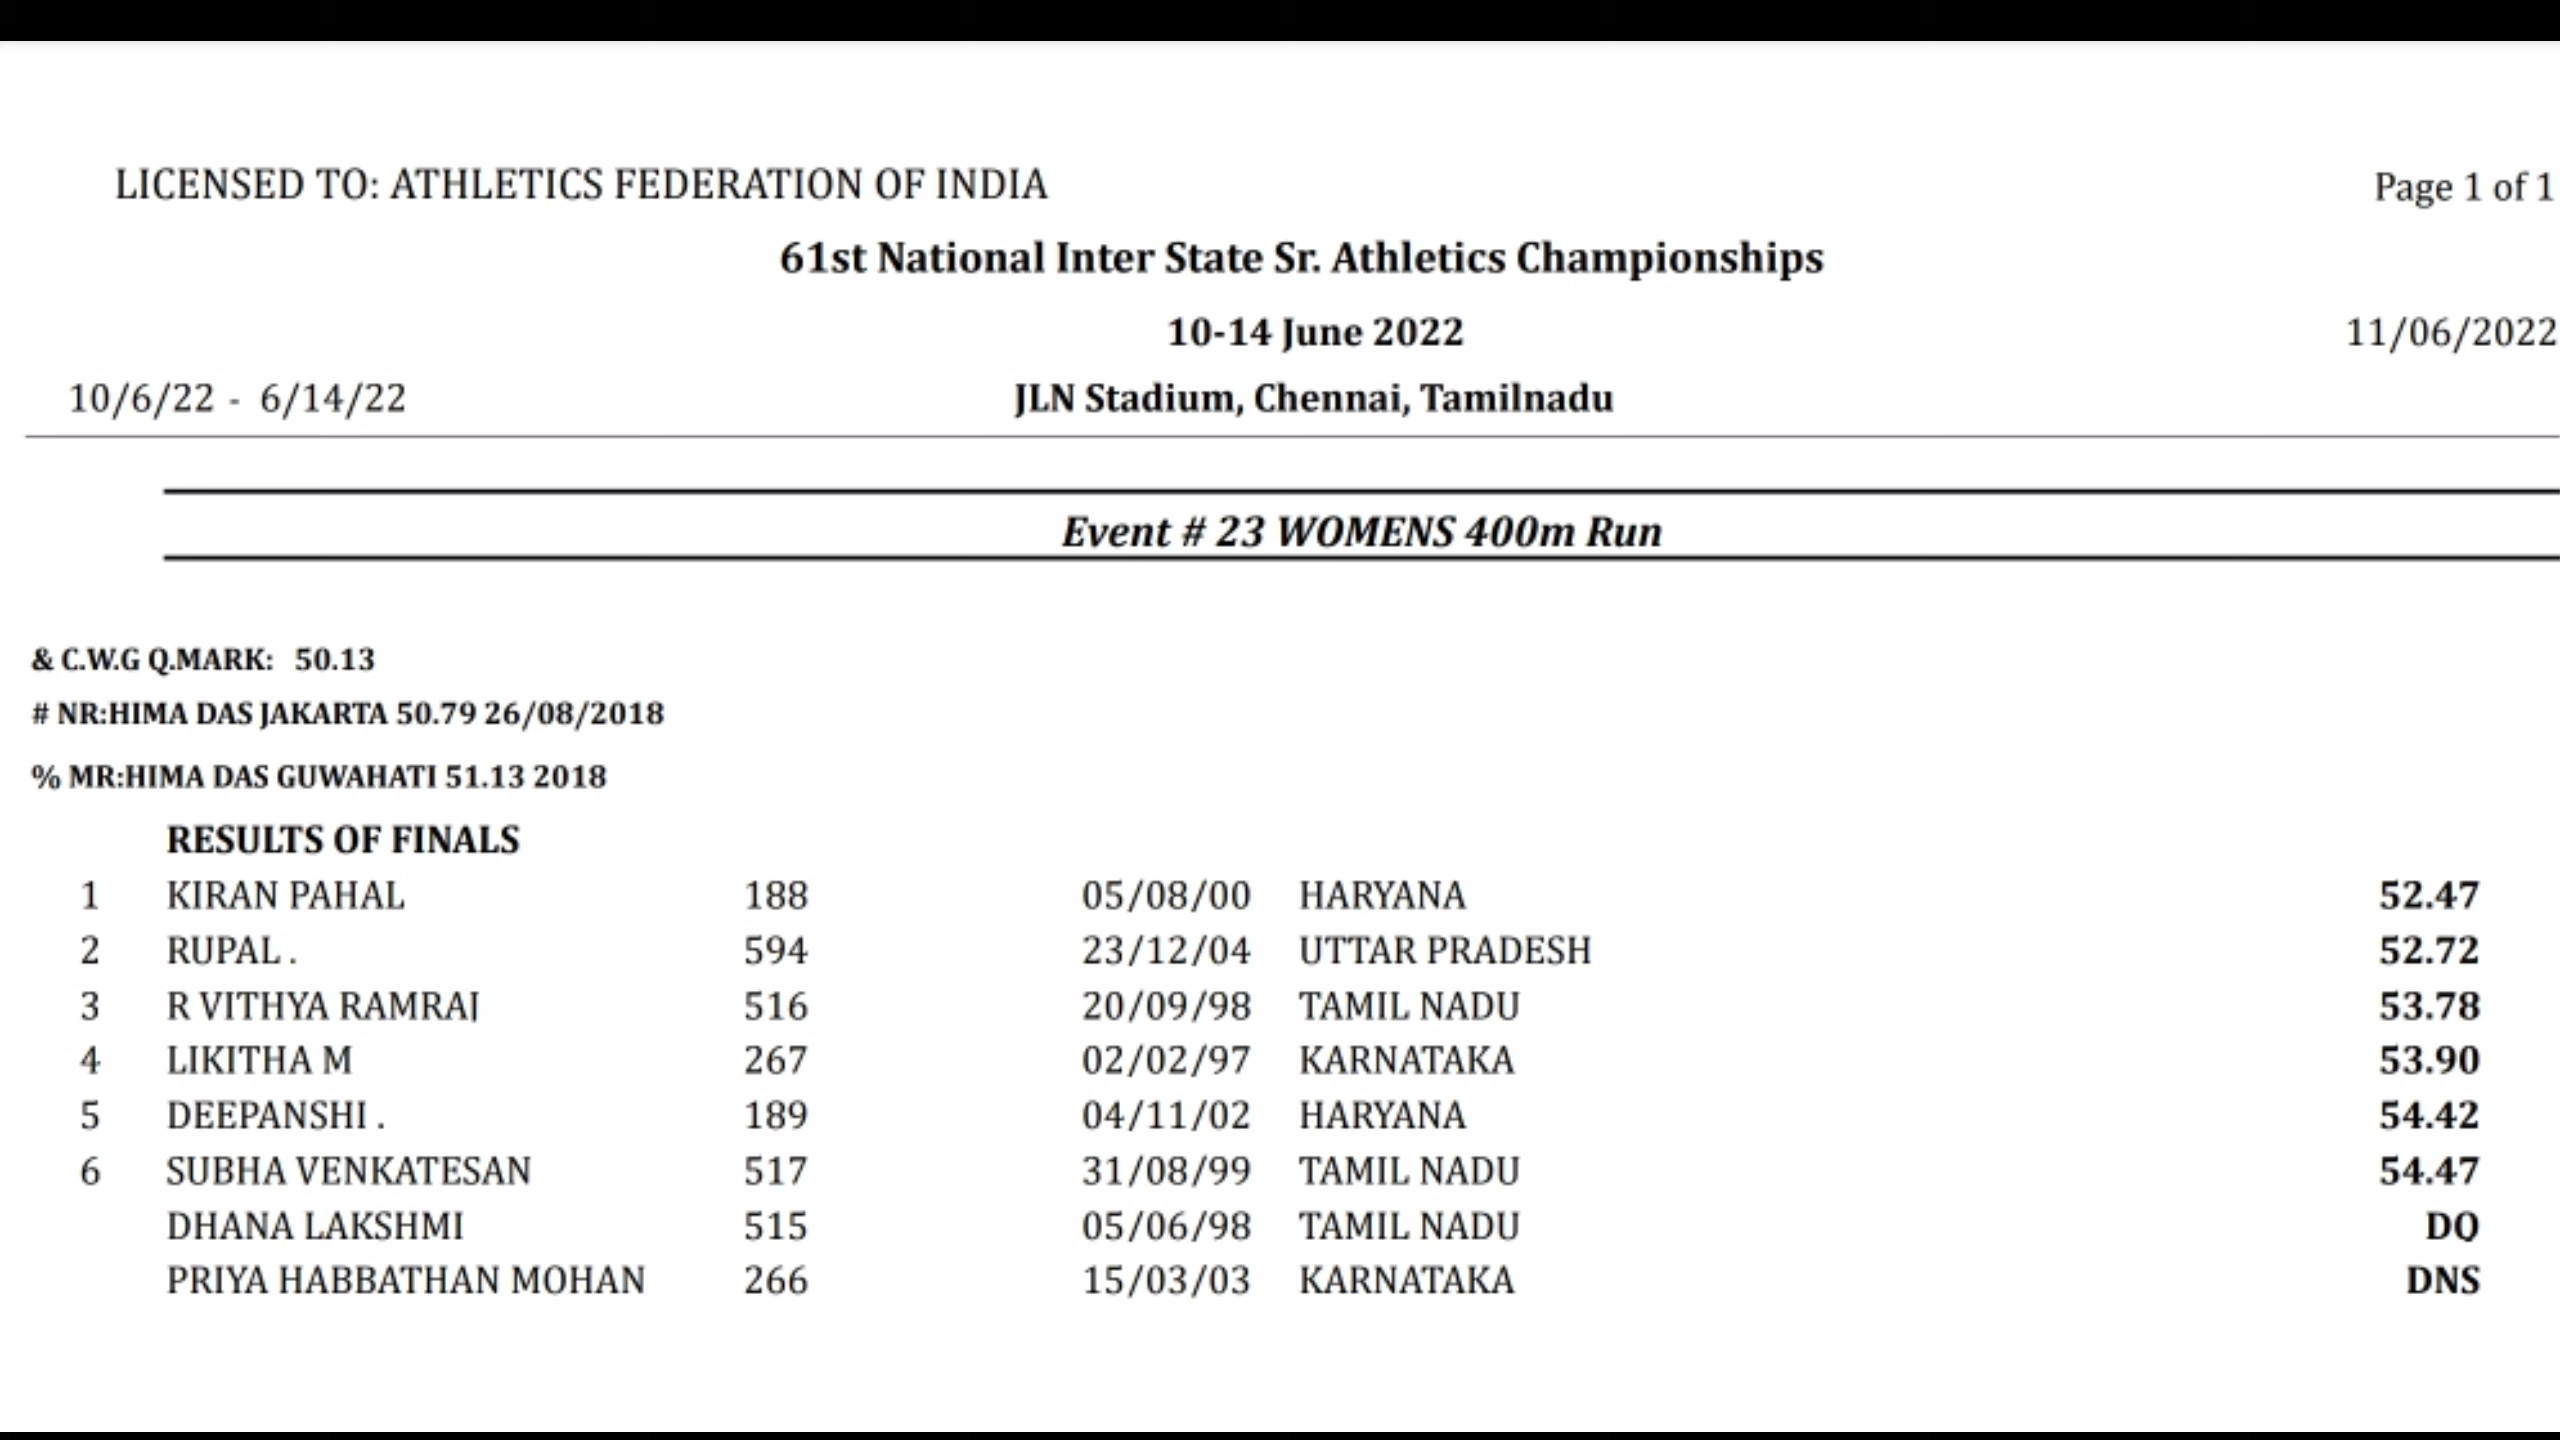 LICENSED TO: ATHLETICS FEDERATION OF INDIA Page 1 of 1
61st National Inter State Sr. Athletics Championships
10-14 June 2022 11/06/2022
10/6/22 - 6/14/22 JLN Stadium, Chennai, Tamilnadu
Event # 23 WOMENS 400m Run
& C.W.G Q.MARK: 50.13
# NR:HIMA DAS JAKARTA 50.79 26/08/2018
% MR:HIMA DAS GUWAHATI 51.13 2018
RESULTS OF FINALS
1 KIRAN PAHAL 188 05/08/00 HARYANA 52.47
2 RUPAL . 594 23/12/04 UTTAR PRADESH 52.72
3 R VITHYA RAMRAJ 516 20/09/98 TAMIL NADU 53.78
4 LIKITHA M 267 02/02/97 KARNATAKA 53.90
5 DEEPANSHI . 189 04/11/02 HARYANA 54.42
6 SUBHA VENKATESAN 517 31/08/99 TAMIL NADU 54.47
DHANA LAKSHMI 515 05/06/98 TAMIL NADU DQ
PRIYA HABBATHAN MOHAN 266 15/03/03 KARNATAKA DNS